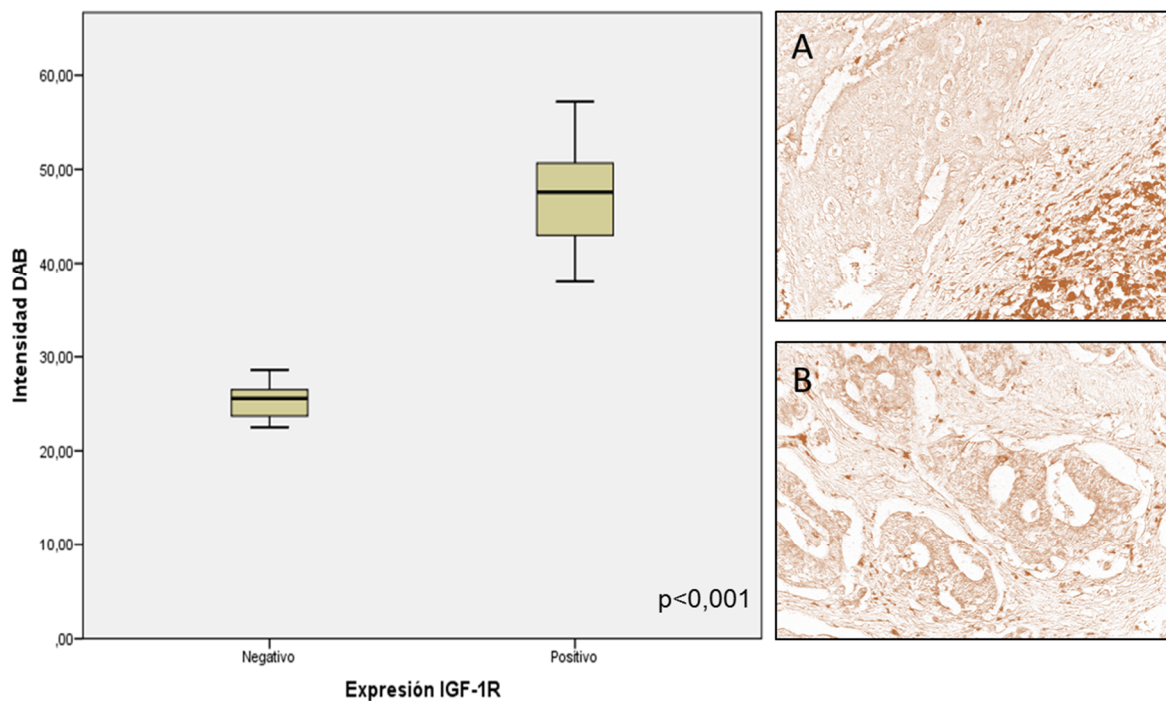 60,00
50,00
40,00
30,00
20,00
10,00
,00
Intensidad DAB
Negativo
Positivo
Expresión IGF-1R
p<0,001
A
B